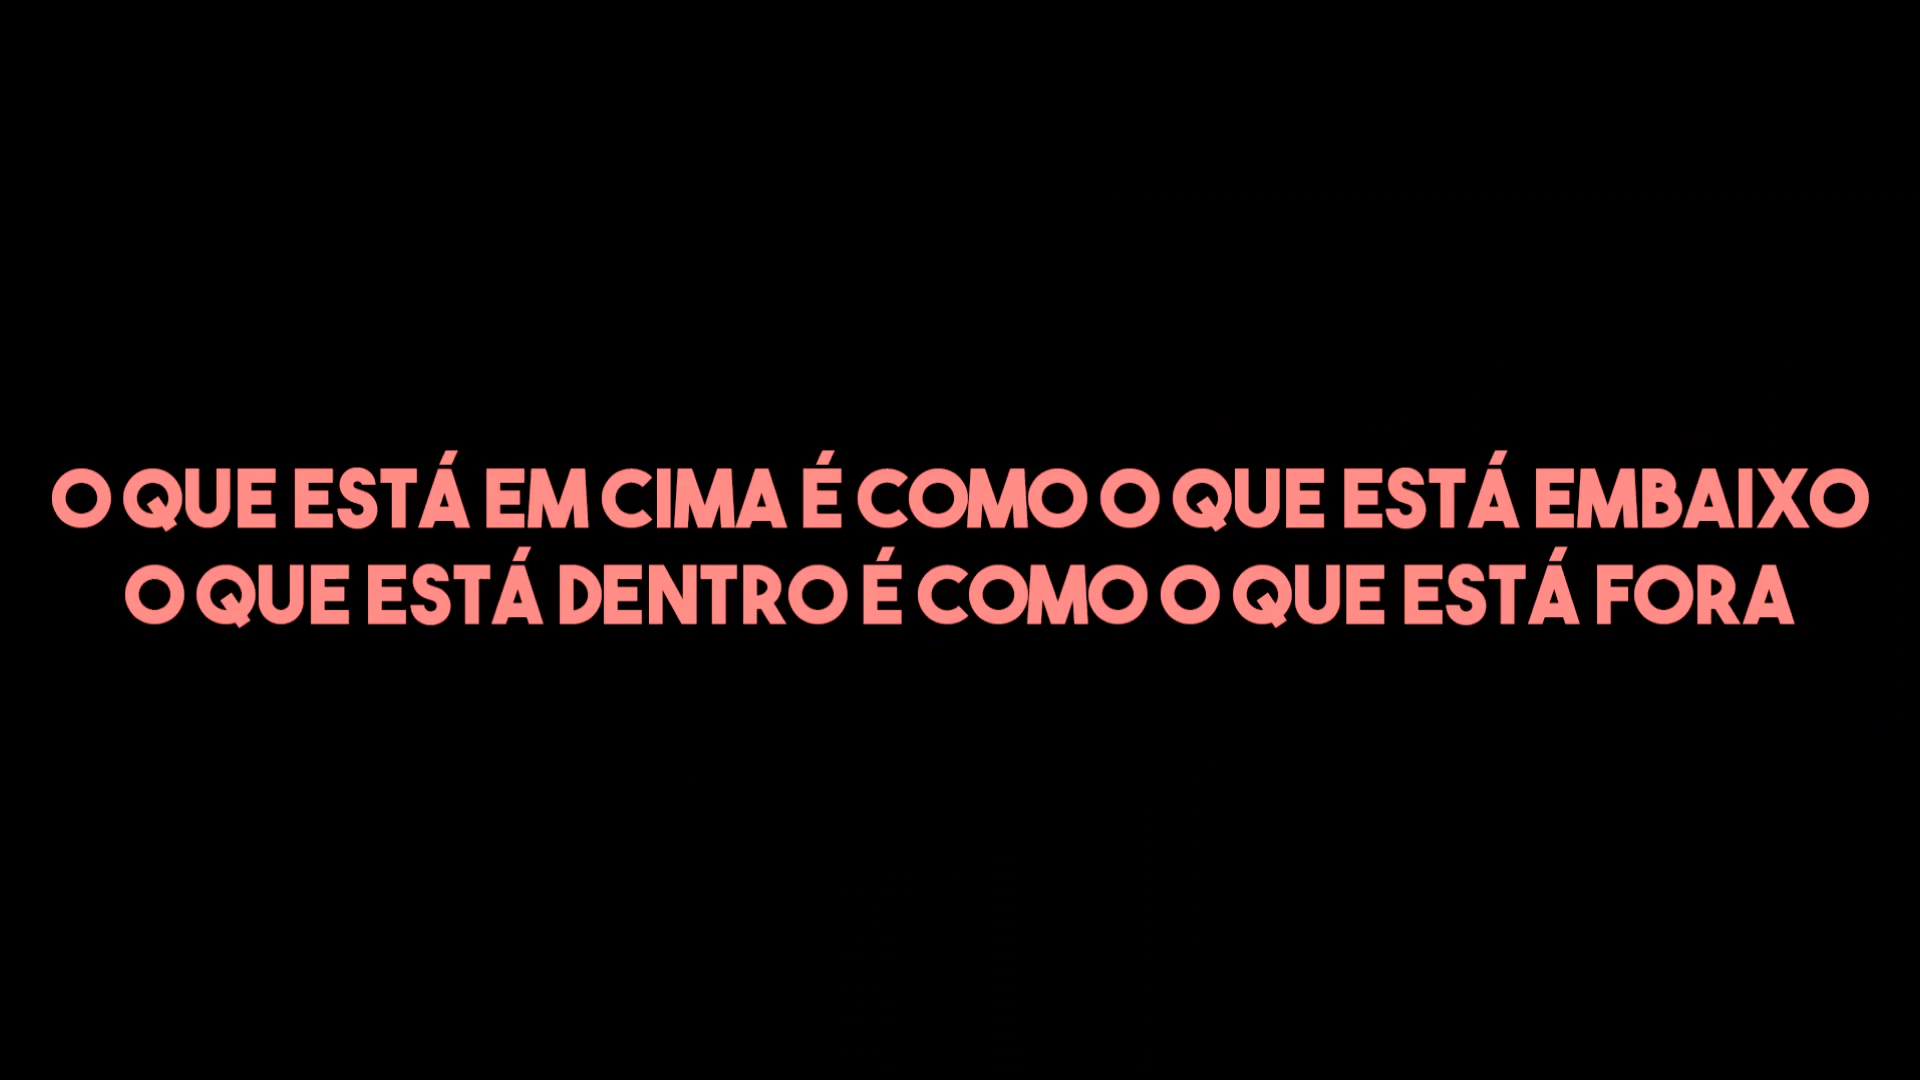 O QUE ESTÁ EM CIMA É COMO O QUE ESTÁ EMBAIXO
O QUE ESTÁ DENTRO É COMO O QUE ESTÁ FORA